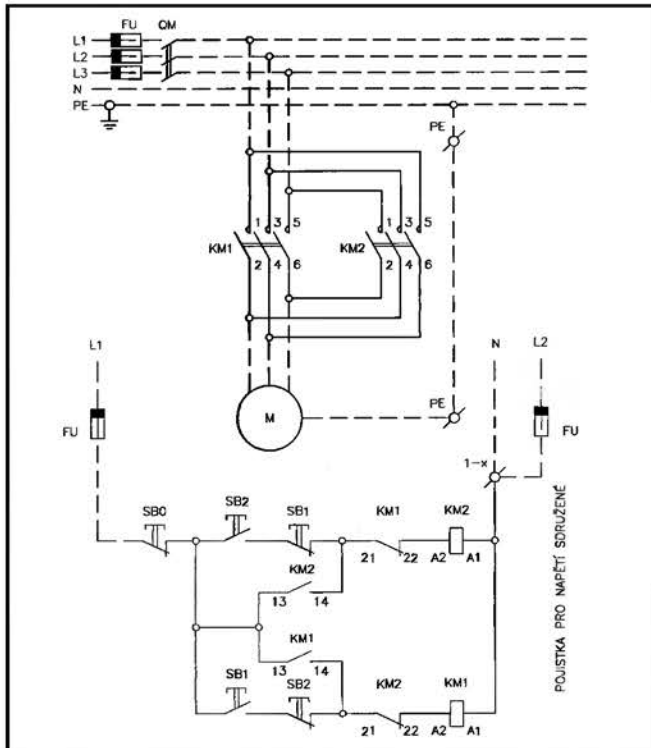 FU QM
L1
L2
L3
N
PE
PE
1 3 5 1 3 5
KM1 KM2
2 4 6 2 4 6
L1 N L2
M PE
FU FU
1-x
SB0 SB2 SB1 KM1 KM2
21 22 A2 A1
KM2
13 14
KM1
13 14
SB1 SB2 KM2 KM1
21 22 A2 A1
POJISTKA PRO NAPĚTÍ SDRUŽENÉ